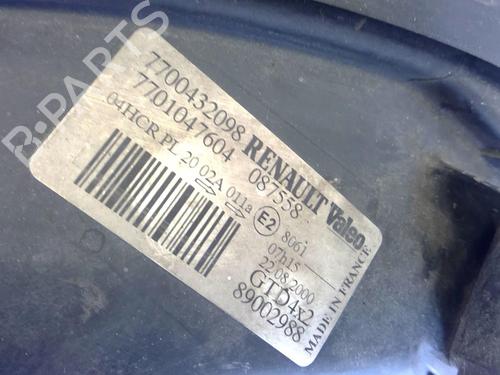 7700432098 RENAULT Valeo
7701047604 087558
04HCR PL 20 02A 011a E2 8061
07h15
22.08.2000
GTD4x2
89002988
MADE IN FRANCE
B-PARTS